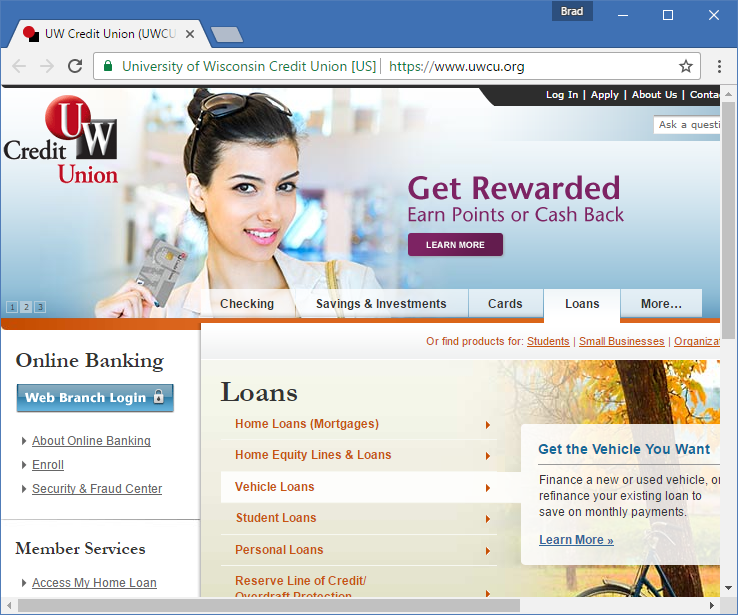 Brad
UW Credit Union (UWCU
University of Wisconsin Credit Union [US] | https://www.uwcu.org
Log In | Apply | About Us | Conta
UW
Credit
Union
Ask a questi
Get Rewarded
Earn Points or Cash Back
LEARN MORE
1 2 3
Checking Savings & Investments Cards Loans More...
Or find products for: Students | Small Businesses | Organiza
Online Banking
Web Branch Login
About Online Banking
Enroll
Security & Fraud Center
Member Services
Access My Home Loan
Loans
Home Loans (Mortgages)
Home Equity Lines & Loans
Vehicle Loans
Student Loans
Personal Loans
Reserve Line of Credit/
Overdraft Protection
Get the Vehicle You Want
Finance a new or used vehicle, or
refinance your existing loan to
save on monthly payments.
Learn More »